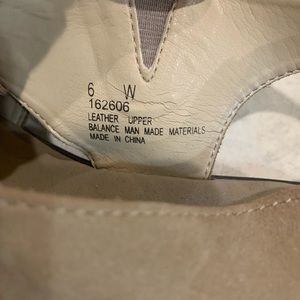 6 W
162606
LEATHER UPPER
BALANCE MAN MADE MATERIALS
MADE IN CHINA